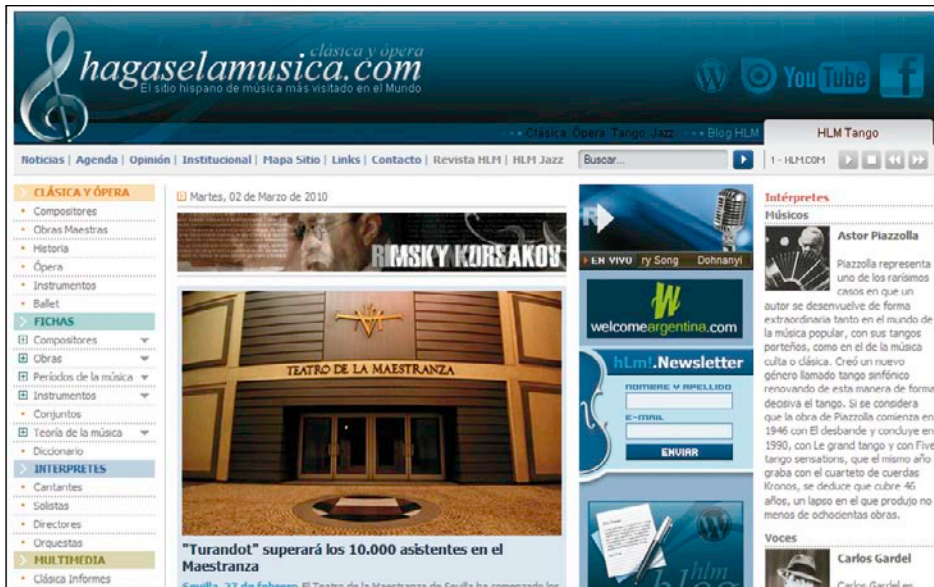 clásica y ópera
hagaselamusica.com
El sitio hispano de música más visitado en el Mundo
You Tube
f
Clásica Ópera Tango Jazz
Blog HLM
HLM Tango
Noticias | Agenda | Opinión | Institucional | Mapa Sitio | Links | Contacto | Revista HLM | HLM Jazz
Buscar...
1 - HLM.COM
CLÁSICA Y ÓPERA
Compositores
Obras Maestras
Historia
Ópera
Instrumentos
Ballet
FICHAS
Compositores
Obras
Períodos de la música
Instrumentos
Conjuntos
Teoría de la música
Diccionario
INTERPRETES
Cantantes
Solistas
Directores
Orquestas
MULTIMEDIA
Clásica Informes
Martes, 02 de Marzo de 2010
RIMSKY KORSAKOV
TEATRO DE LA MAESTRANZA
"Turandot" superará los 10.000 asistentes en el
Maestranza
Sevilla, 27 de febrero El Teatro de la Maestranza de Sevilla ha comenzado los
R
EN VIVO ry Song Dohnanyi
welcomeargentina.com
hLm!.Newsletter
NOMBRE Y APELLIDO
E-MAIL
ENVIAR
hlm
Intérpretes
Músicos
Astor Piazzolla
Piazzolla representa
uno de los rarísmos
casos en que un
autor se desenvuelve de forma
extraordinaria tanto en el mundo de
la música popular, con sus tangos
porteños, como en el de la música
culta o clásica. Creó un nuevo
género llamado tango sinfónico
renovando de esta manera de forma
decisiva el tango. Si se considera
que la obra de Piazzolla comienza en
1946 con El desbande y concluye en
1990, con Le grand tango y con Five
tango sensations, que el mismo año
graba con el cuarteto de cuerdas
Kronos, se deduce que cubre 46
años, un lapso en el que produjo no
menos de ochocientas obras.
Voces
Carlos Gardel
Carlos Gardel es